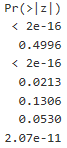 Pr(>|z|)
< 2e-16
0.4996
< 2e-16
0.0213
0.1306
0.0530
2.07e-11